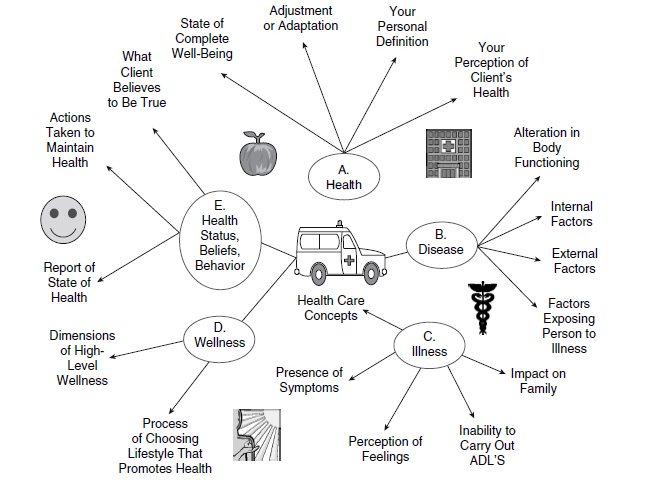 State of
Complete
Well-Being
Adjustment
or Adaptation
Your
Personal
Definition
Your
Perception of
Client's
Health
What
Client
Believes
to Be True
Actions
Taken to
Maintain
Health
Report of
State of
Health
A.
Health
Alteration in
Body
Functioning
Internal
Factors
External
Factors
Factors
Exposing
Person to
Illness
E.
Health
Status,
Beliefs,
Behavior
B.
Disease
Health Care
Concepts
D.
Wellness
C.
Illness
Dimensions
of High-
Level
Wellness
Process
of Choosing
Lifestyle That
Promotes Health
Presence of
Symptoms
Perception of
Feelings
Inability to
Carry Out
ADL'S
Impact on
Family